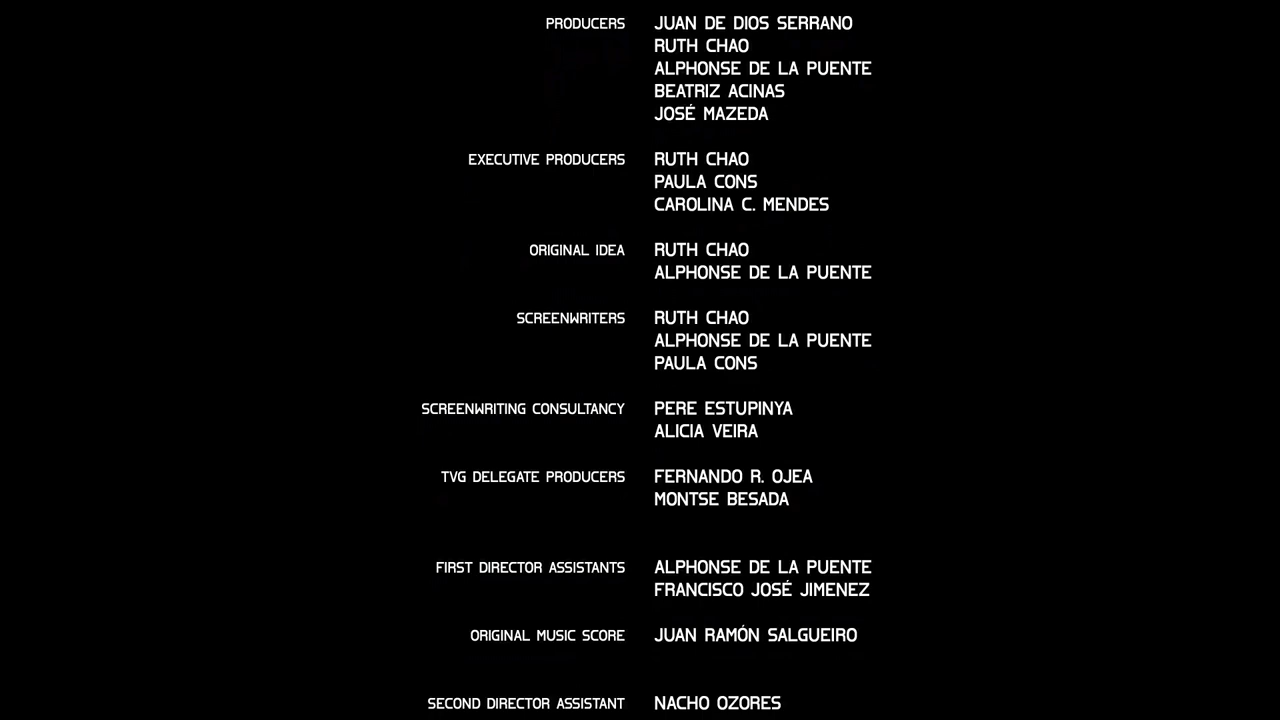 PRODUCERS JUAN DE DIOS SERRANO
RUTH CHAO
ALPHONSE DE LA PUENTE
BEATRIZ ACINAS
JOSÉ MAZEDA
EXECUTIVE PRODUCERS RUTH CHAO
PAULA CONS
CAROLINA C. MENDES
ORIGINAL IDEA RUTH CHAO
ALPHONSE DE LA PUENTE
SCREENWRITERS RUTH CHAO
ALPHONSE DE LA PUENTE
PAULA CONS
SCREENWRITING CONSULTANCY PERE ESTUPINYA
ALICIA VEIRA
TVG DELEGATE PRODUCERS FERNANDO R. OJEA
MONTSE BESADA
FIRST DIRECTOR ASSISTANTS ALPHONSE DE LA PUENTE
FRANCISCO JOSÉ JIMENEZ
ORIGINAL MUSIC SCORE JUAN RAMÓN SALGUEIRO
SECOND DIRECTOR ASSISTANT NACHO OZORES